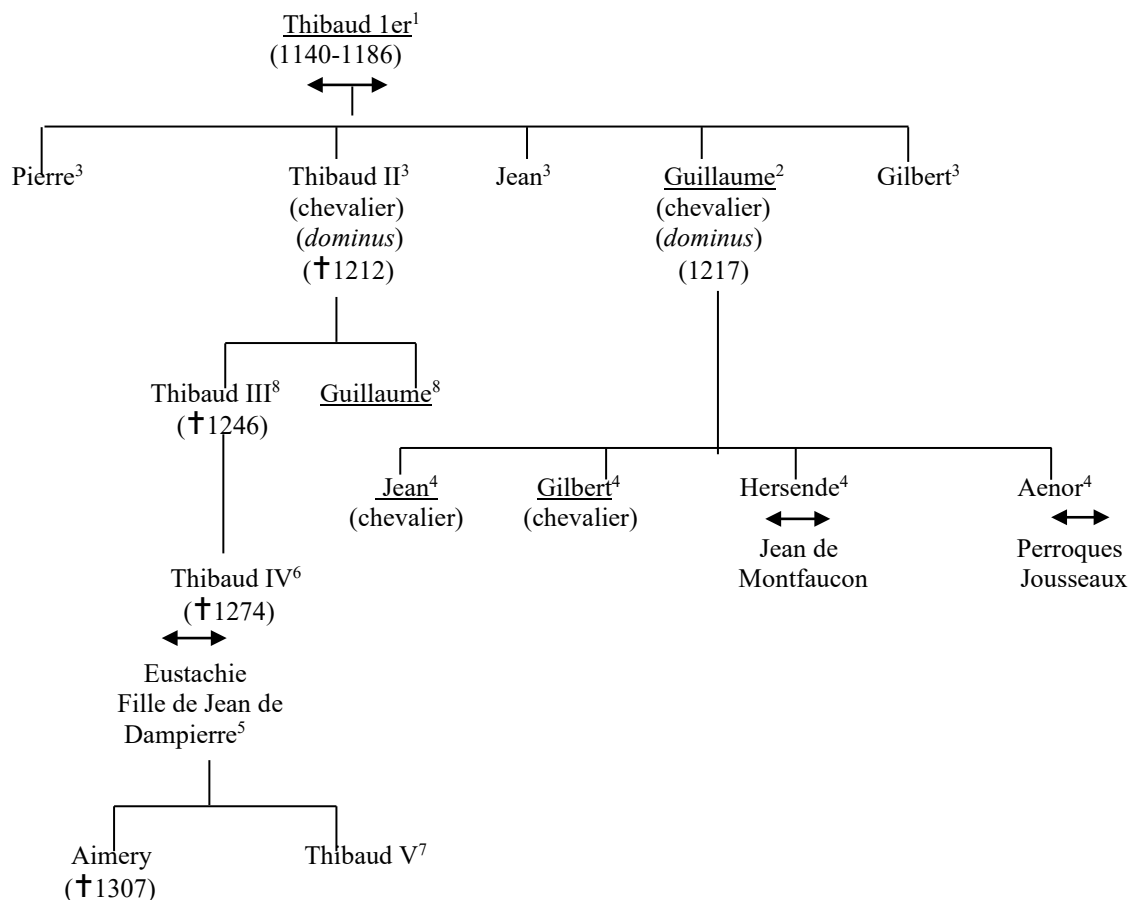 Thibaud 1er¹
(1140-1186)
Pierre³
Thibaud II³
(chevalier)
(dominus)
(✝1212)
Jean³
Guillaume²
(chevalier)
(dominus)
(1217)
Gilbert³
Thibaud III⁸
(✝1246)
Guillaume⁸
Jean⁴
(chevalier)
Gilbert⁴
(chevalier)
Hersende⁴
Jean de
Montfaucon
Aenor⁴
Perroques
Jousseaux
Thibaud IV⁶
(✝1274)
Eustachie
Fille de Jean de
Dampierre⁵
Aimery
(✝1307)
Thibaud V⁷